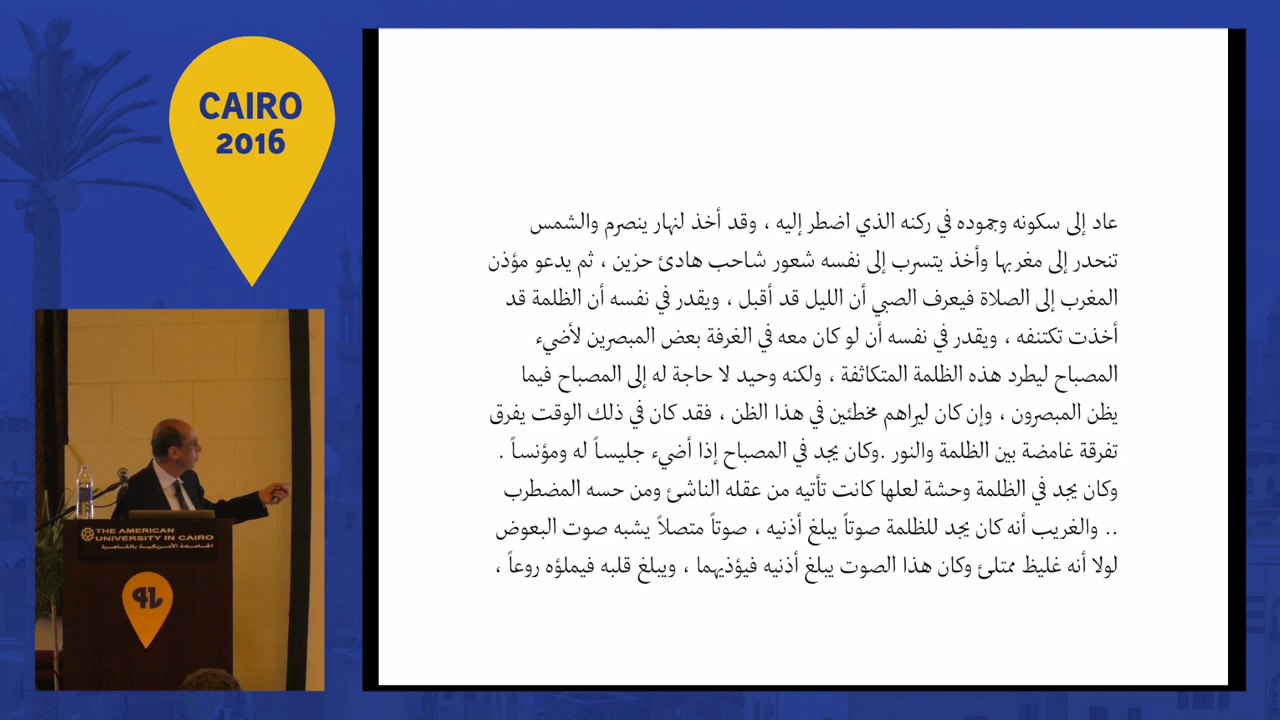 CAIRO
2016
عاد إلى سكونه وجموده في ركنه الذي اضطر إليه ، وقد أخذ لنهار ينصرم والشمس
تنحدر إلى مغربها وأخذ يتسرب إلى نفسه شعور شاحب هادئ حزين ، ثم يدعو مؤذن
المغرب إلى الصلاة فيعرف الصبي أن الليل قد أقبل ، ويقدر في نفسه أن الظلمة قد
أخذت تكتنفه ، ويقدر في نفسه أن لو كان معه في الغرفة بعض المبصرين لأضيء
المصباح ليطرد هذه الظلمة المتكاثفة ، ولكنه وحيد لا حاجة له إلى المصباح فيما
يظن المبصرون ، وإن كان ليراهم مخطئين في هذا الظن ، فقد كان في ذلك الوقت يفرق
تفرقة غامضة بين الظلمة والنور .وكان يجد في المصباح إذا أضيء جليساً له ومؤنساً .
وكان يجد في الظلمة وحشة لعلها كانت تأتيه من عقله الناشئ ومن حسه المضطرب
.. والغريب أنه كان يجد للظلمة صوتاً يبلغ أذنيه ، صوتاً متصلاً يشبه صوت البعوض
لولا أنه غليظ ممتلئ وكان هذا الصوت يبلغ أذنيه فيؤذيهما ، ويبلغ قلبه فيملؤه روعاً ،
THE AMERICAN
UNIVERSITY IN CAIRO
الجامعة الأمريكية بالقاهرة